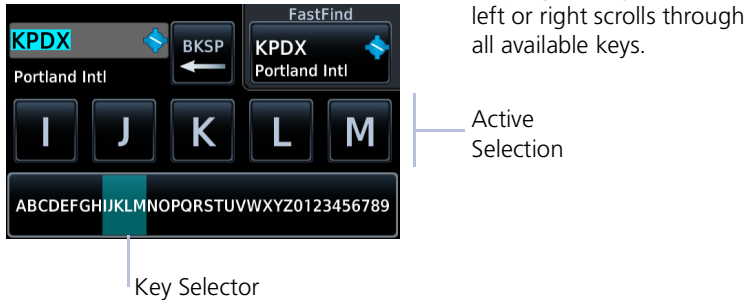 FastFind
KPDX
BKSP
KPDX
Portland Intl
Portland Intl
I J K L M
ABCDEFGHIJKLMNOPQRSTUVWXYZ0123456789
left or right scrolls through
all available keys.
Active
Selection
Key Selector